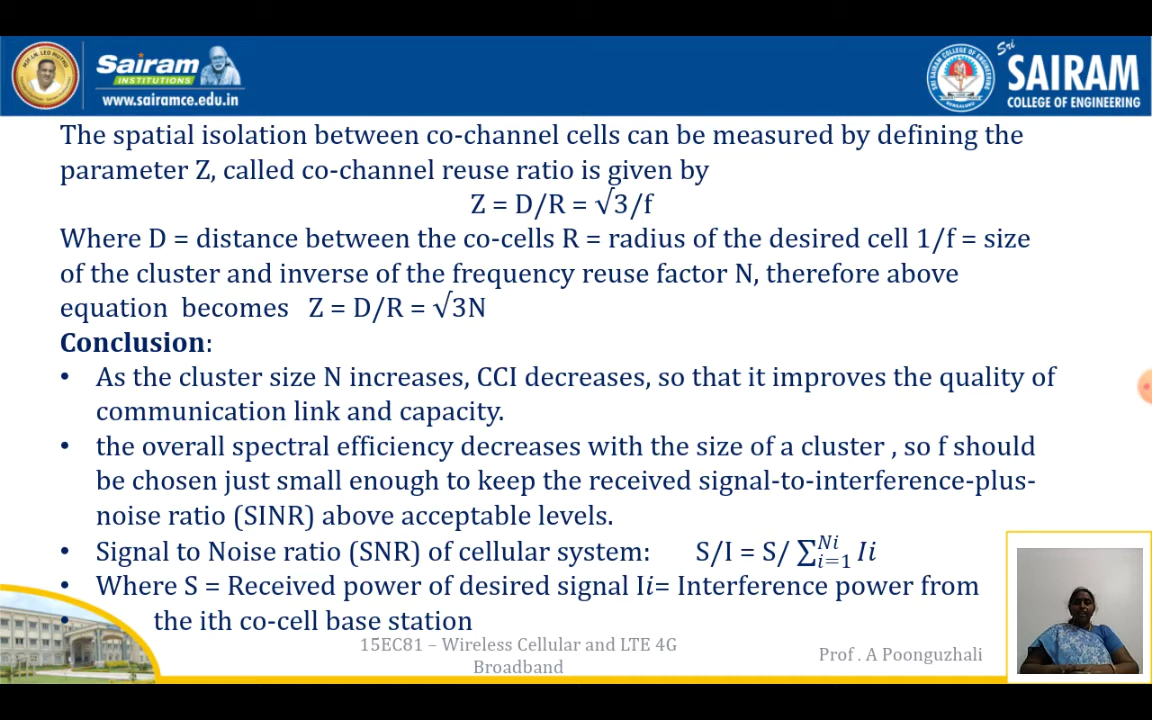 Sairam
INSTITUTIONS
www.sairamce.edu.in
Sri
SAIRAM
COLLEGE OF ENGINEERING
The spatial isolation between co-channel cells can be measured by defining the
parameter Z, called co-channel reuse ratio is given by
Z = D/R = √3/f
Where D = distance between the co-cells R = radius of the desired cell 1/f = size
of the cluster and inverse of the frequency reuse factor N, therefore above
equation becomes Z = D/R = √3N
Conclusion:
• As the cluster size N increases, CCI decreases, so that it improves the quality of
communication link and capacity.
• the overall spectral efficiency decreases with the size of a cluster , so f should
be chosen just small enough to keep the received signal-to-interference-plus-
noise ratio (SINR) above acceptable levels.
• Signal to Noise ratio (SNR) of cellular system: S/I = S/ ∑_{i=1}^{Ni} Ii
• Where S = Received power of desired signal Ii= Interference power from
• the ith co-cell base station
15EC81 – Wireless Cellular and LTE 4G
Broadband
Prof . A Poonguzhali